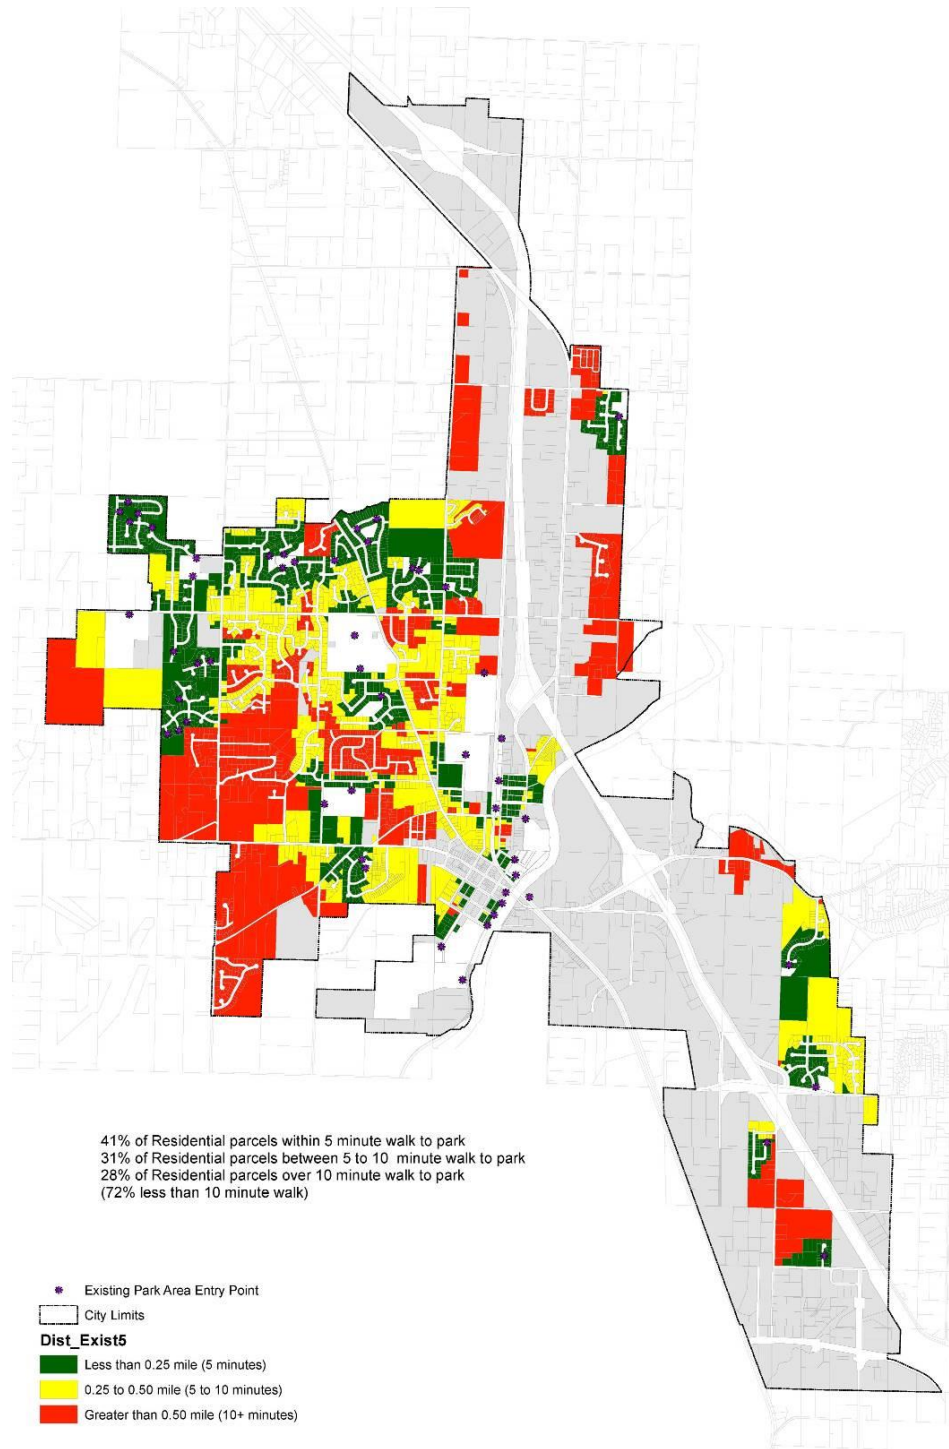 41% of Residential parcels within 5 minute walk to park
31% of Residential parcels between 5 to 10 minute walk to park
28% of Residential parcels over 10 minute walk to park
(72% less than 10 minute walk)
Existing Park Area Entry Point
City Limits
Dist_Exist5
Less than 0.25 mile (5 minutes)
0.25 to 0.50 mile (5 to 10 minutes)
Greater than 0.50 mile (10+ minutes)